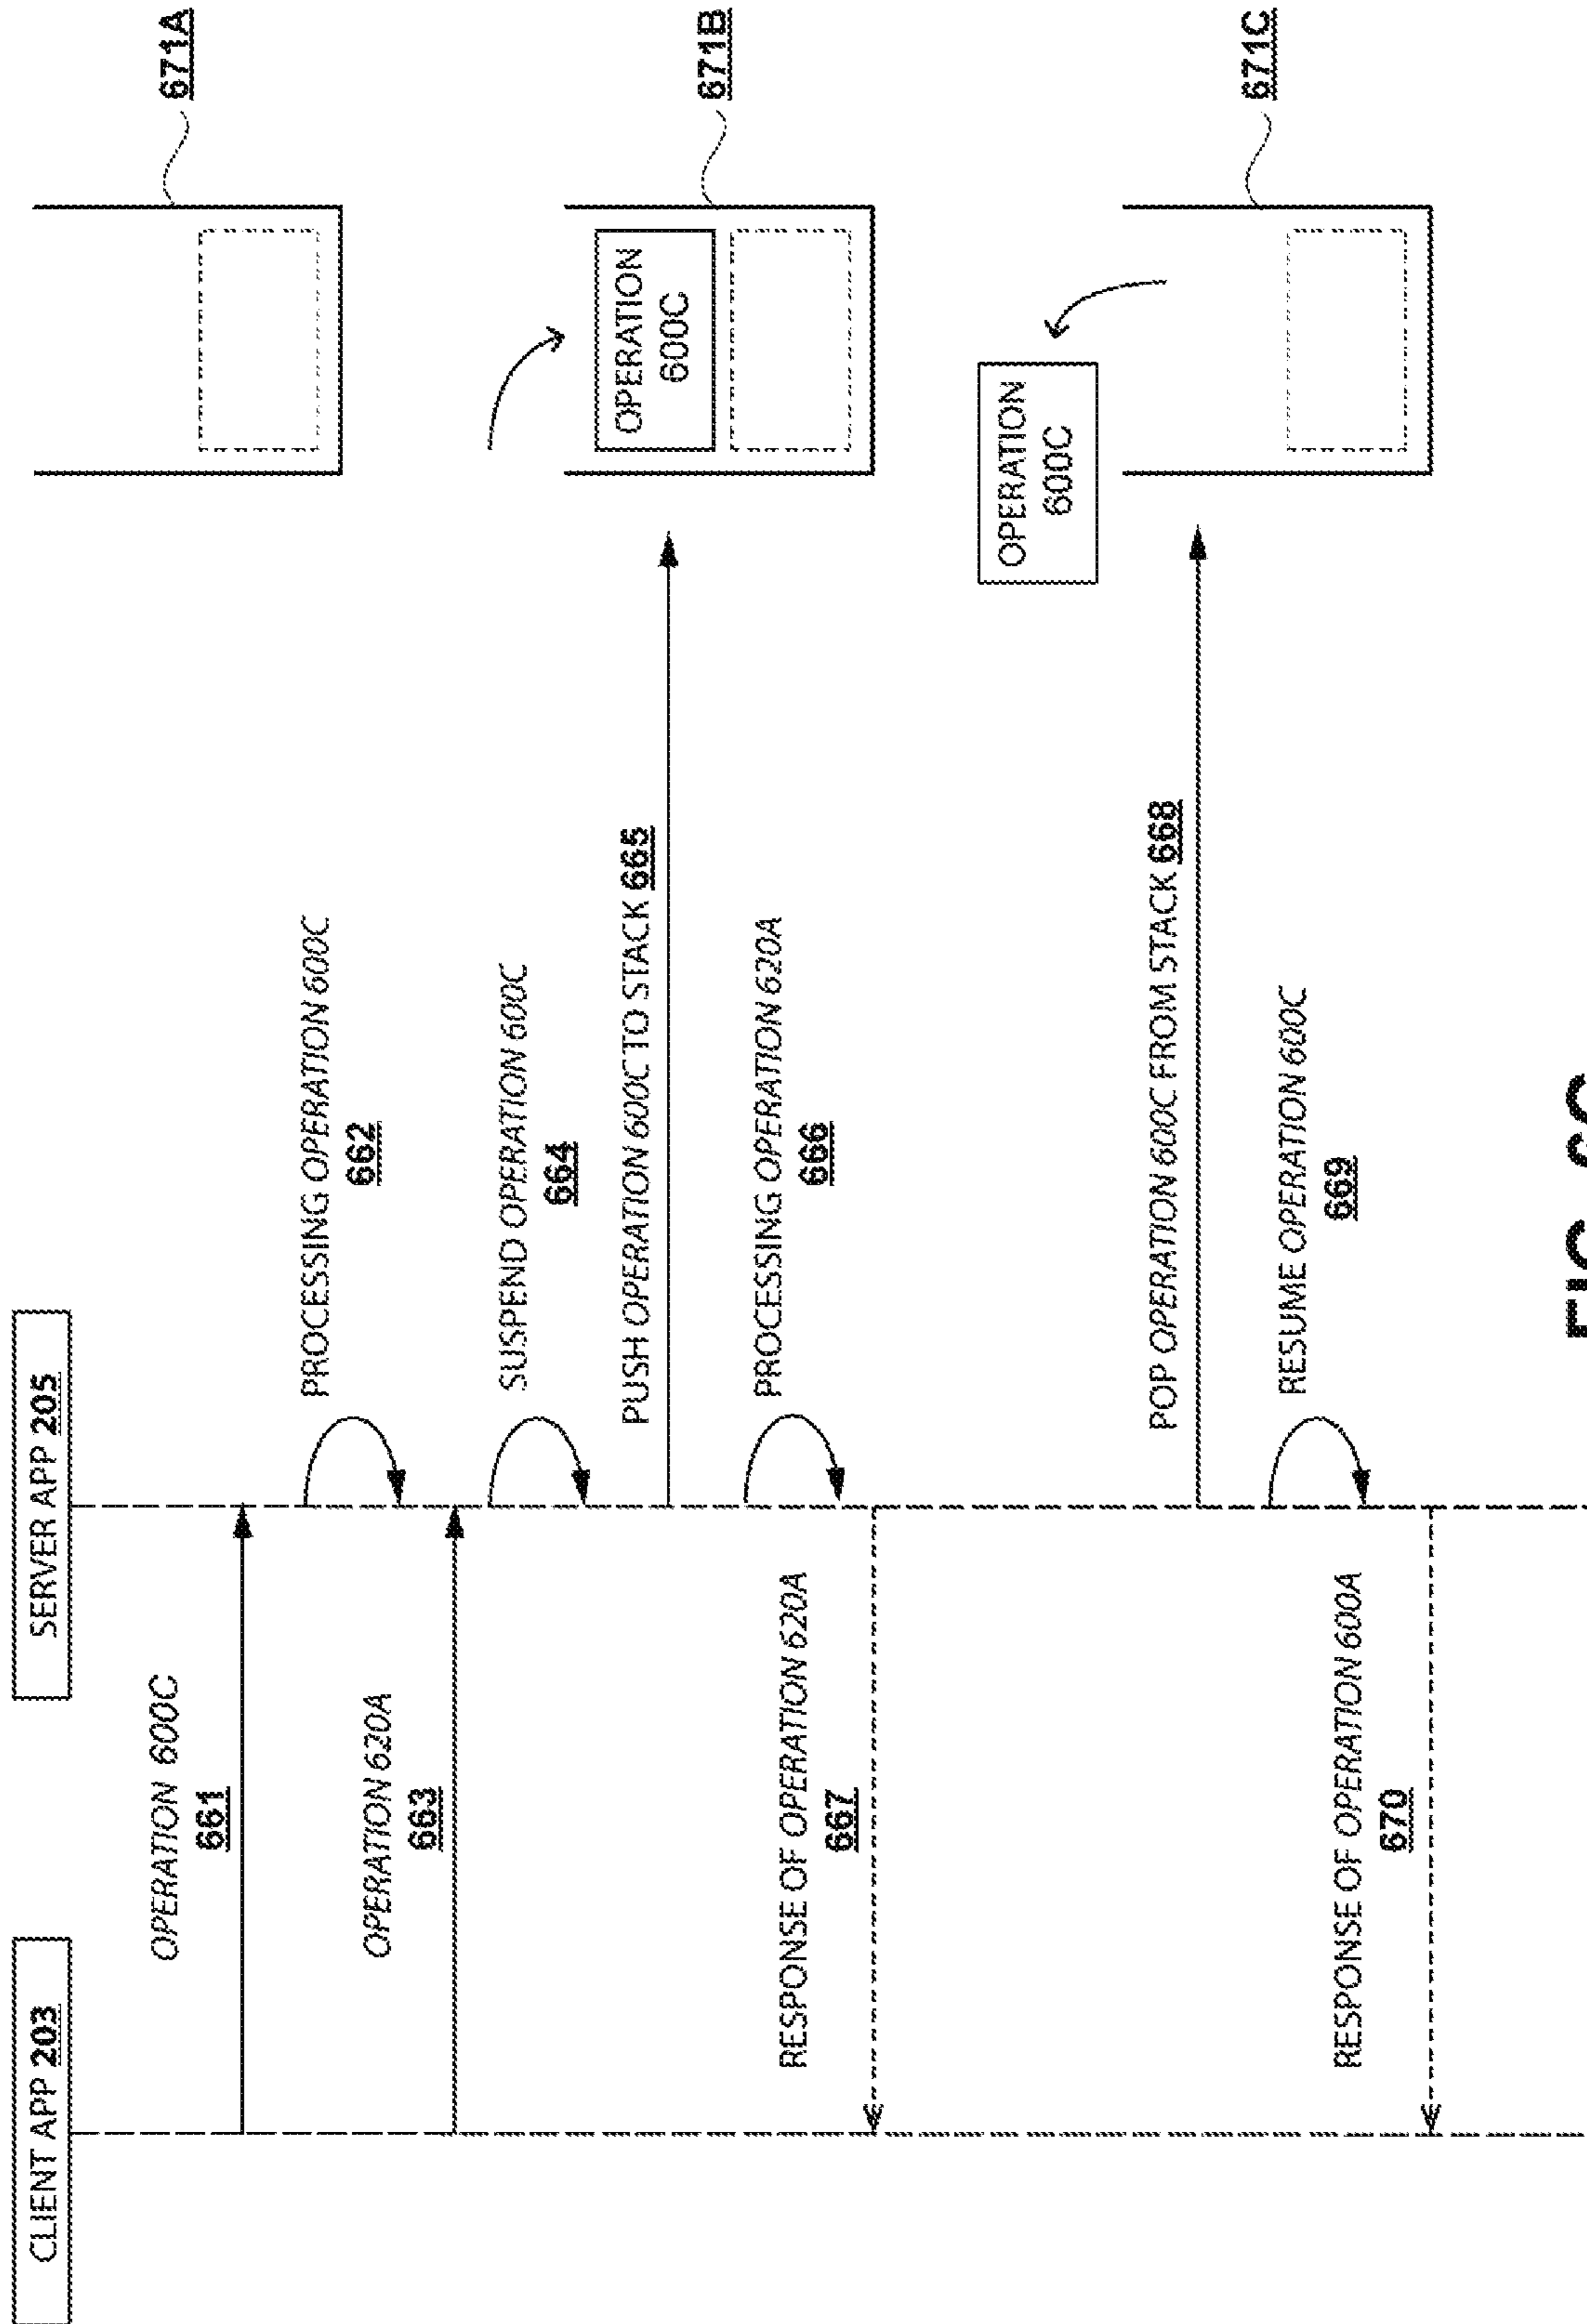 CLIENT APP 203
SERVER APP 205
OPERATION 600C
661
671A
PROCESSING OPERATION 600C
662
OPERATION 620A
663
SUSPEND OPERATION 600C
664
PUSH OPERATION 600C TO STACK 665
OPERATION
600C
671B
PROCESSING OPERATION 620A
666
RESPONSE OF OPERATION 620A
667
OPERATION
600C
POP OPERATION 600C FROM STACK 668
671C
RESUME OPERATION 600C
669
RESPONSE OF OPERATION 600A
670